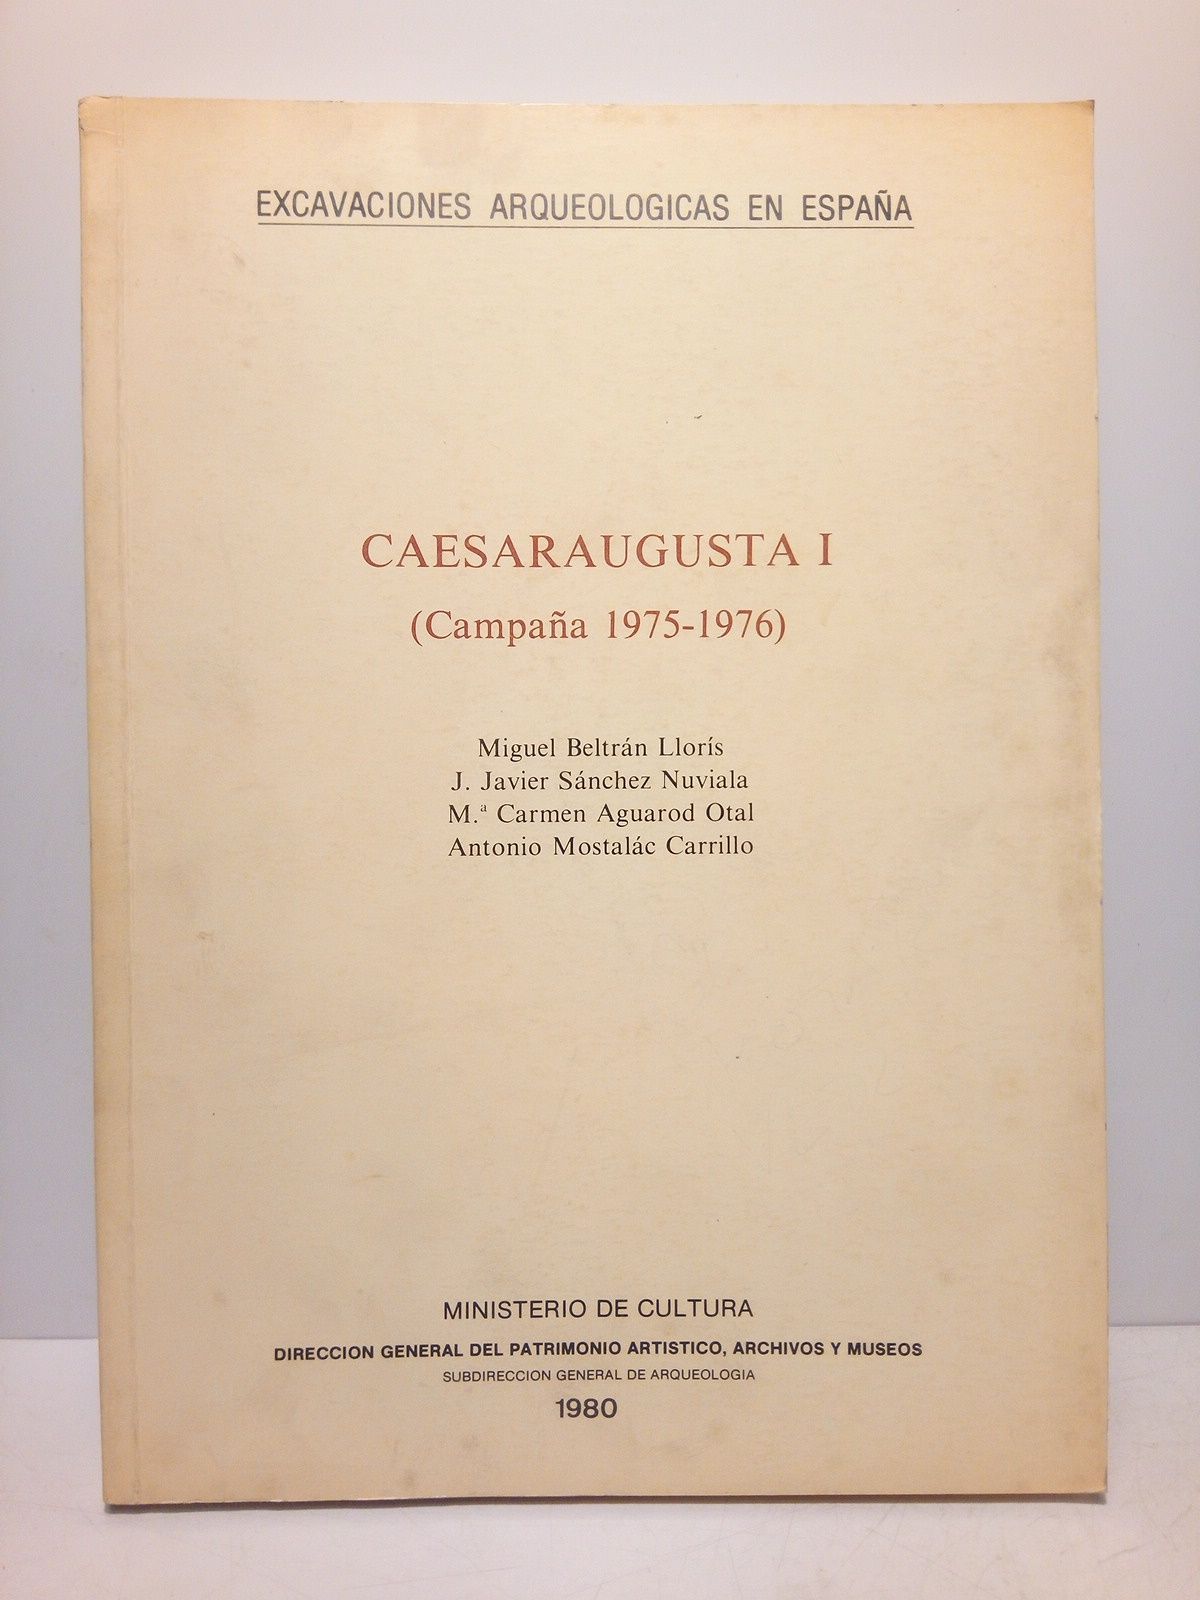 EXCAVACIONES ARQUEOLOGICAS EN ESPAÑA
CAESARAUGUSTA I
(Campaña 1975-1976)
Miguel Beltrán Llorís
J. Javier Sánchez Nuviala
M.ª Carmen Aguarod Otal
Antonio Mostalác Carrillo
MINISTERIO DE CULTURA
DIRECCION GENERAL DEL PATRIMONIO ARTISTICO, ARCHIVOS Y MUSEOS
SUBDIRECCION GENERAL DE ARQUEOLOGIA
1980